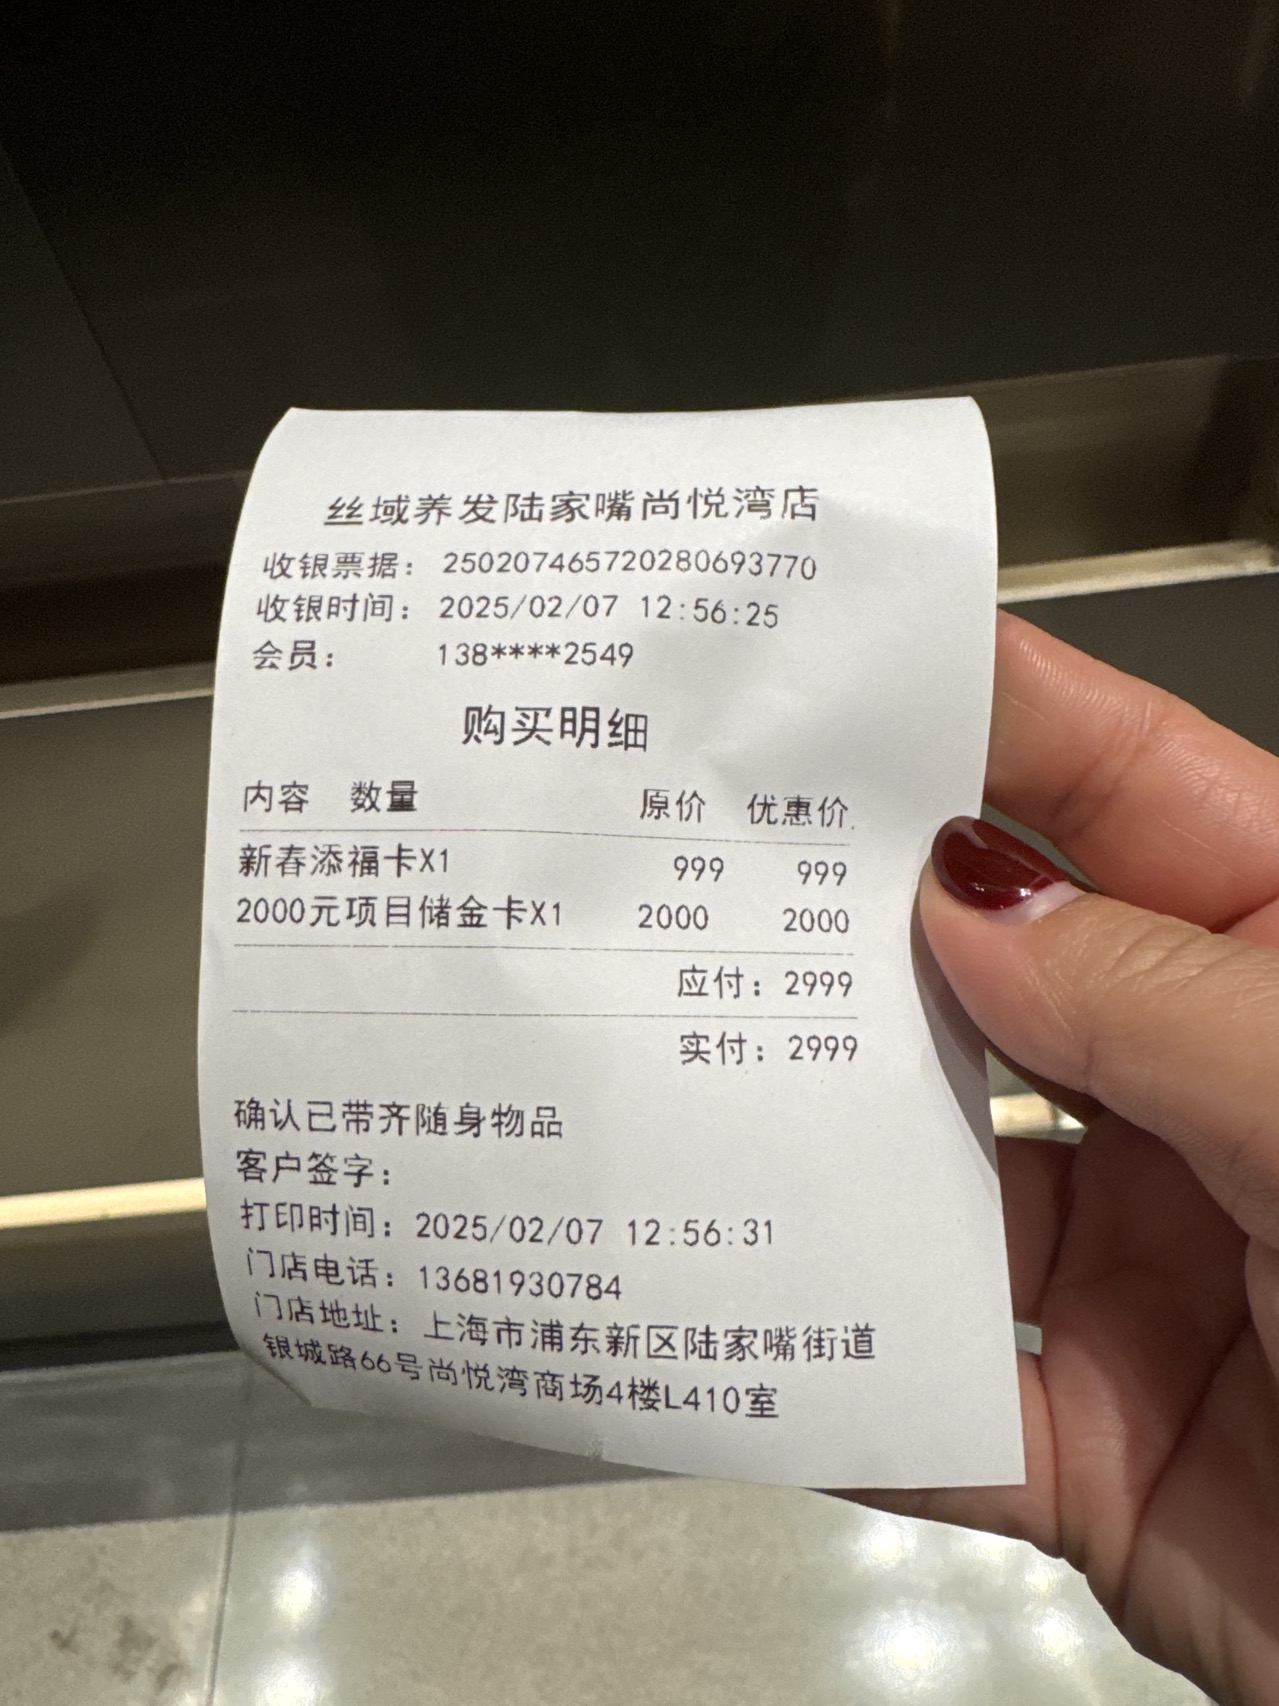 丝域养发陆家嘴尚悦湾店
收银票据: 250207465720280693770
收银时间: 2025/02/07 12:56:25
会员: 138****2549
购买明细
内容 数量 原价 优惠价
新春添福卡X1 999 999
2000元项目储金卡X1 2000 2000
应付: 2999
实付: 2999
确认已带齐随身物品
客户签字:
打印时间: 2025/02/07 12:56:31
门店电话: 13681930784
门店地址: 上海市浦东新区陆家嘴街道
银城路66号尚悦湾商场4楼L410室